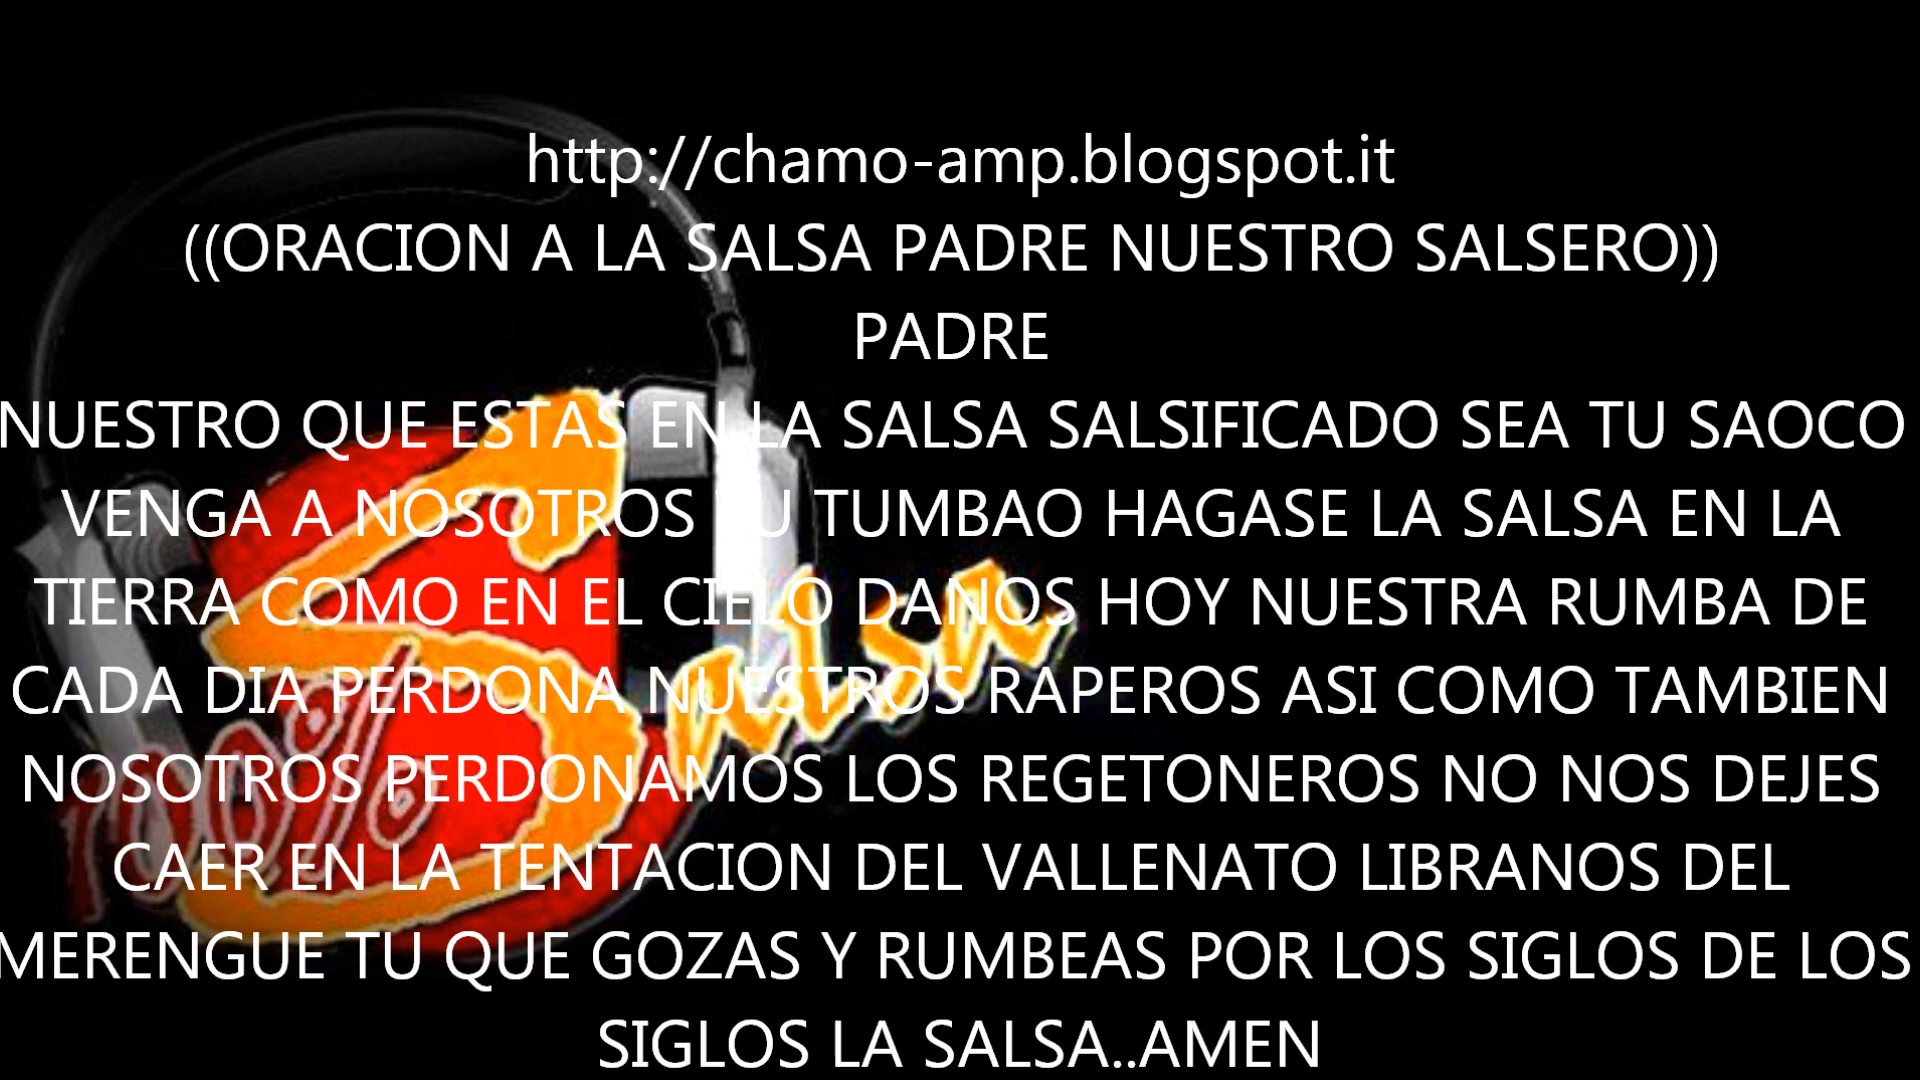 http://chamo-amp.blogspot.it
((ORACION A LA SALSA PADRE NUESTRO SALSERO))
PADRE
NUESTRO QUE ESTAS EN LA SALSA SALSIFICADO SEA TU SAOCO
VENGA A NOSOTROS TU TUMBAO HAGASE LA SALSA EN LA
TIERRA COMO EN EL CIELO DANOS HOY NUESTRA RUMBA DE
CADA DIA PERDONA NUESTROS RAPEROS ASI COMO TAMBIEN
NOSOTROS PERDONAMOS LOS REGETONEROS NO NOS DEJES
CAER EN LA TENTACION DEL VALLENATO LIBRANOS DEL
MERENGUE TU QUE GOZAS Y RUMBEAS POR LOS SIGLOS DE LOS
SIGLOS LA SALSA..AMEN
Salsa
100%